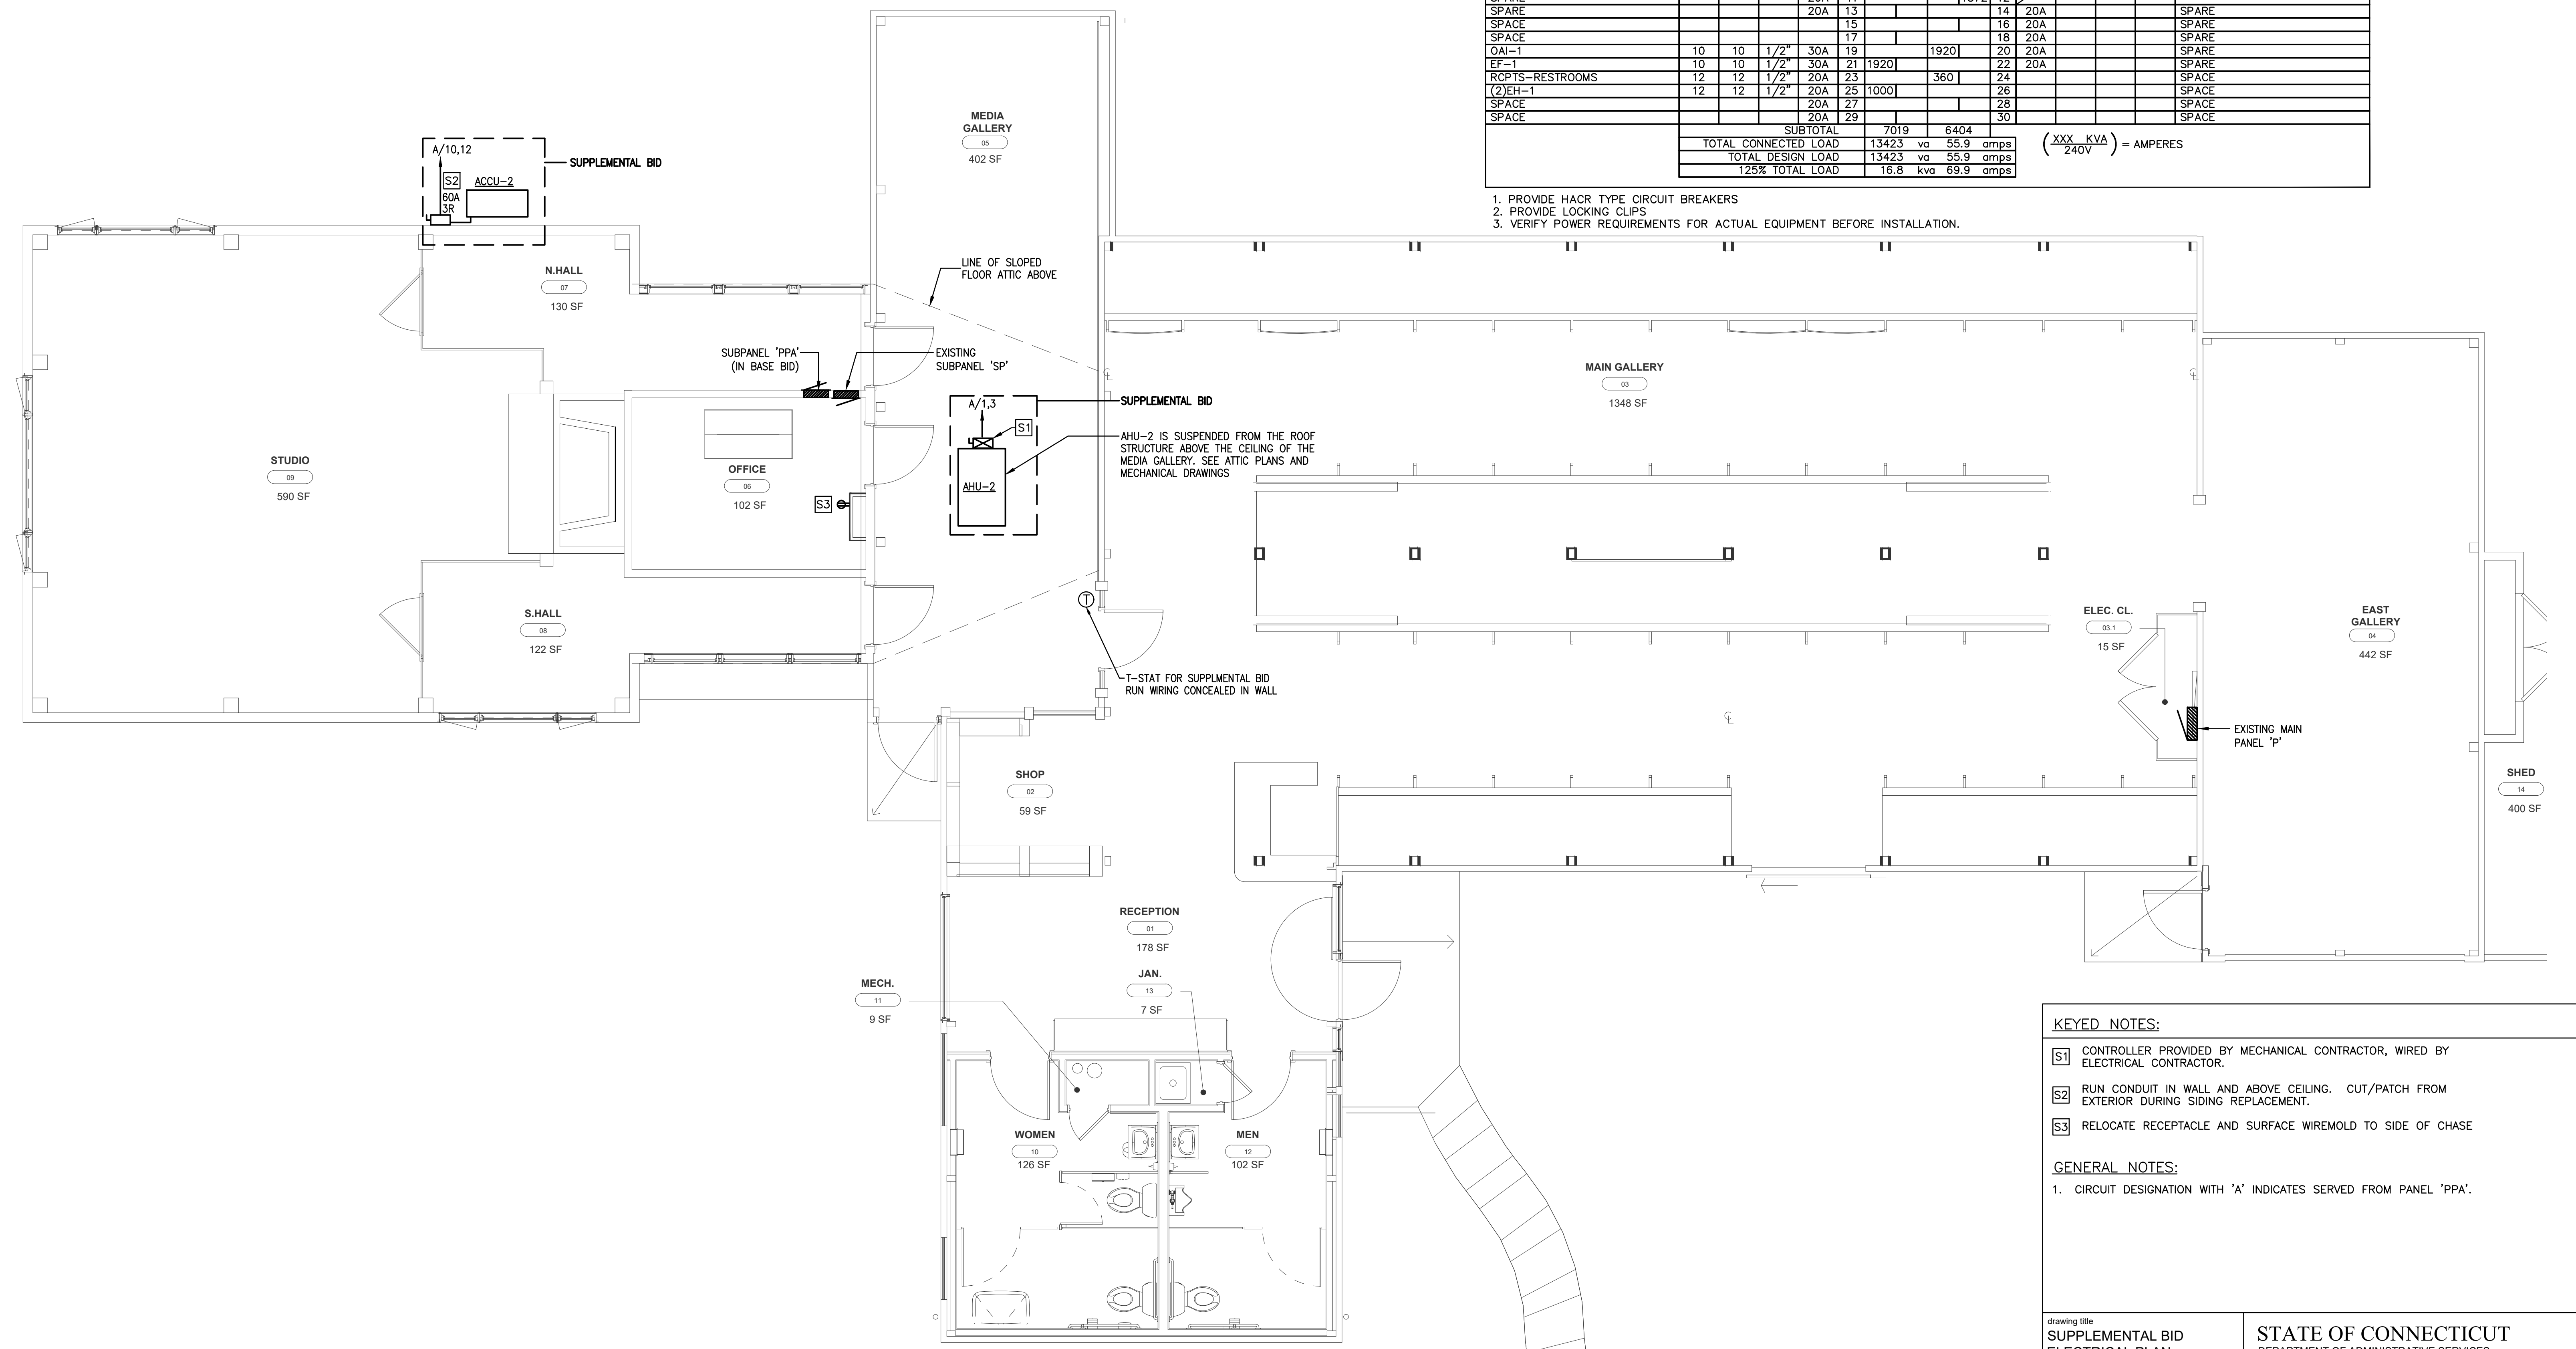 SPARE 20A 13 14 20A SPARE
SPACE 15 16 20A SPARE
SPACE 17 18 20A SPARE
OAI-1 10 10 1/2" 30A 19 1920 20 20A SPARE
EF-1 10 10 1/2" 30A 21 1920 22 20A SPARE
RCPTS-RESTROOMS 12 12 1/2" 20A 23 360 24 SPACE
(2)EH-1 12 12 1/2" 20A 25 1000 26 SPACE
SPACE 20A 27 28 SPACE
SPACE 20A 29 30 SPACE
SUBTOTAL 7019 6404
TOTAL CONNECTED LOAD 13423 va 55.9 amps
TOTAL DESIGN LOAD 13423 va 55.9 amps
125% TOTAL LOAD 16.8 kva 69.9 amps
(XXX KVA
240V) = AMPERES
1. PROVIDE HACR TYPE CIRCUIT BREAKERS
2. PROVIDE LOCKING CLIPS
3. VERIFY POWER REQUIREMENTS FOR ACTUAL EQUIPMENT BEFORE INSTALLATION.
MEDIA
GALLERY
05
402 SF
A/10,12
SUPPLEMENTAL BID
S2 ACCU-2
60A
3R
N.HALL
07
130 SF
LINE OF SLOPED
FLOOR ATTIC ABOVE
SUBPANEL 'PPA'
(IN BASE BID)
EXISTING
SUBPANEL 'SP'
MAIN GALLERY
03
1348 SF
A/1,3
SUPPLEMENTAL BID
S1
AHU-2 IS SUSPENDED FROM THE ROOF
STRUCTURE ABOVE THE CEILING OF THE
MEDIA GALLERY. SEE ATTIC PLANS AND
MECHANICAL DRAWINGS
AHU-2
STUDIO
09
590 SF
OFFICE
06
102 SF
S3
S.HALL
08
122 SF
T
T-STAT FOR SUPPLMENTAL BID
RUN WIRING CONCEALED IN WALL
ELEC. CL.
03.1
15 SF
EAST
GALLERY
04
442 SF
EXISTING MAIN
PANEL 'P'
SHOP
02
59 SF
SHED
14
400 SF
RECEPTION
01
178 SF
MECH.
11
9 SF
JAN.
13
7 SF
WOMEN
10
126 SF
MEN
12
102 SF
KEYED NOTES:
S1 CONTROLLER PROVIDED BY MECHANICAL CONTRACTOR, WIRED BY
ELECTRICAL CONTRACTOR.
S2 RUN CONDUIT IN WALL AND ABOVE CEILING. CUT/PATCH FROM
EXTERIOR DURING SIDING REPLACEMENT.
S3 RELOCATE RECEPTACLE AND SURFACE WIREMOLD TO SIDE OF CHASE
GENERAL NOTES:
1. CIRCUIT DESIGNATION WITH 'A' INDICATES SERVED FROM PANEL 'PPA'.
drawing title
SUPPLEMENTAL BID
ELECTRICAL PLAN
STATE OF CONNECTICUT
DEPARTMENT OF ADMINISTRATIVE SERVICES